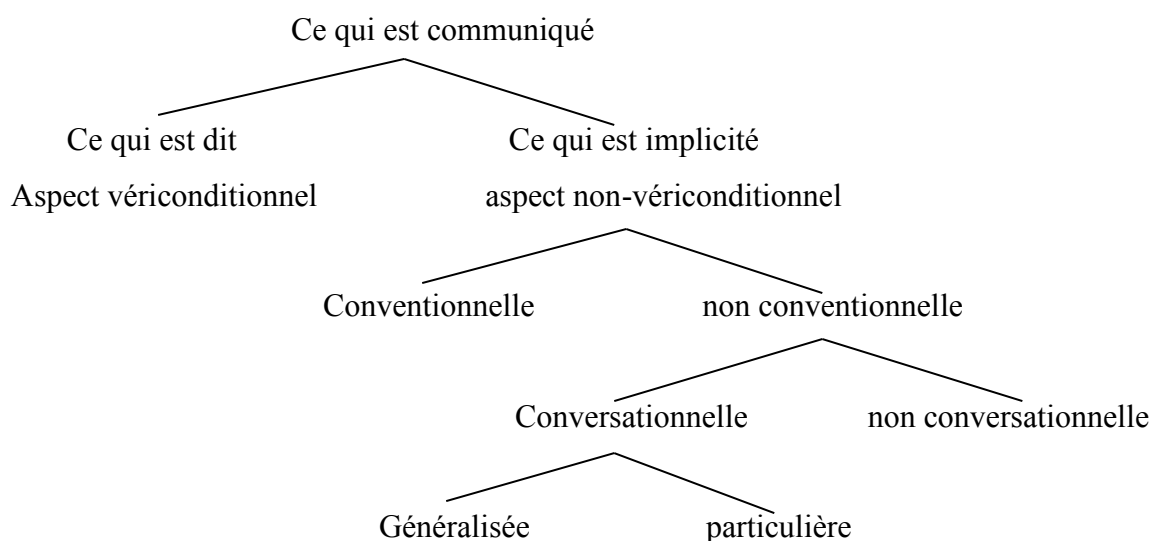 Ce qui est communiqué
Ce qui est dit Ce qui est implicité
Aspect vériconditionnel aspect non-vériconditionnel
Conventionnelle non conventionnelle
Conversationnelle non conversationnelle
Généralisée particulière